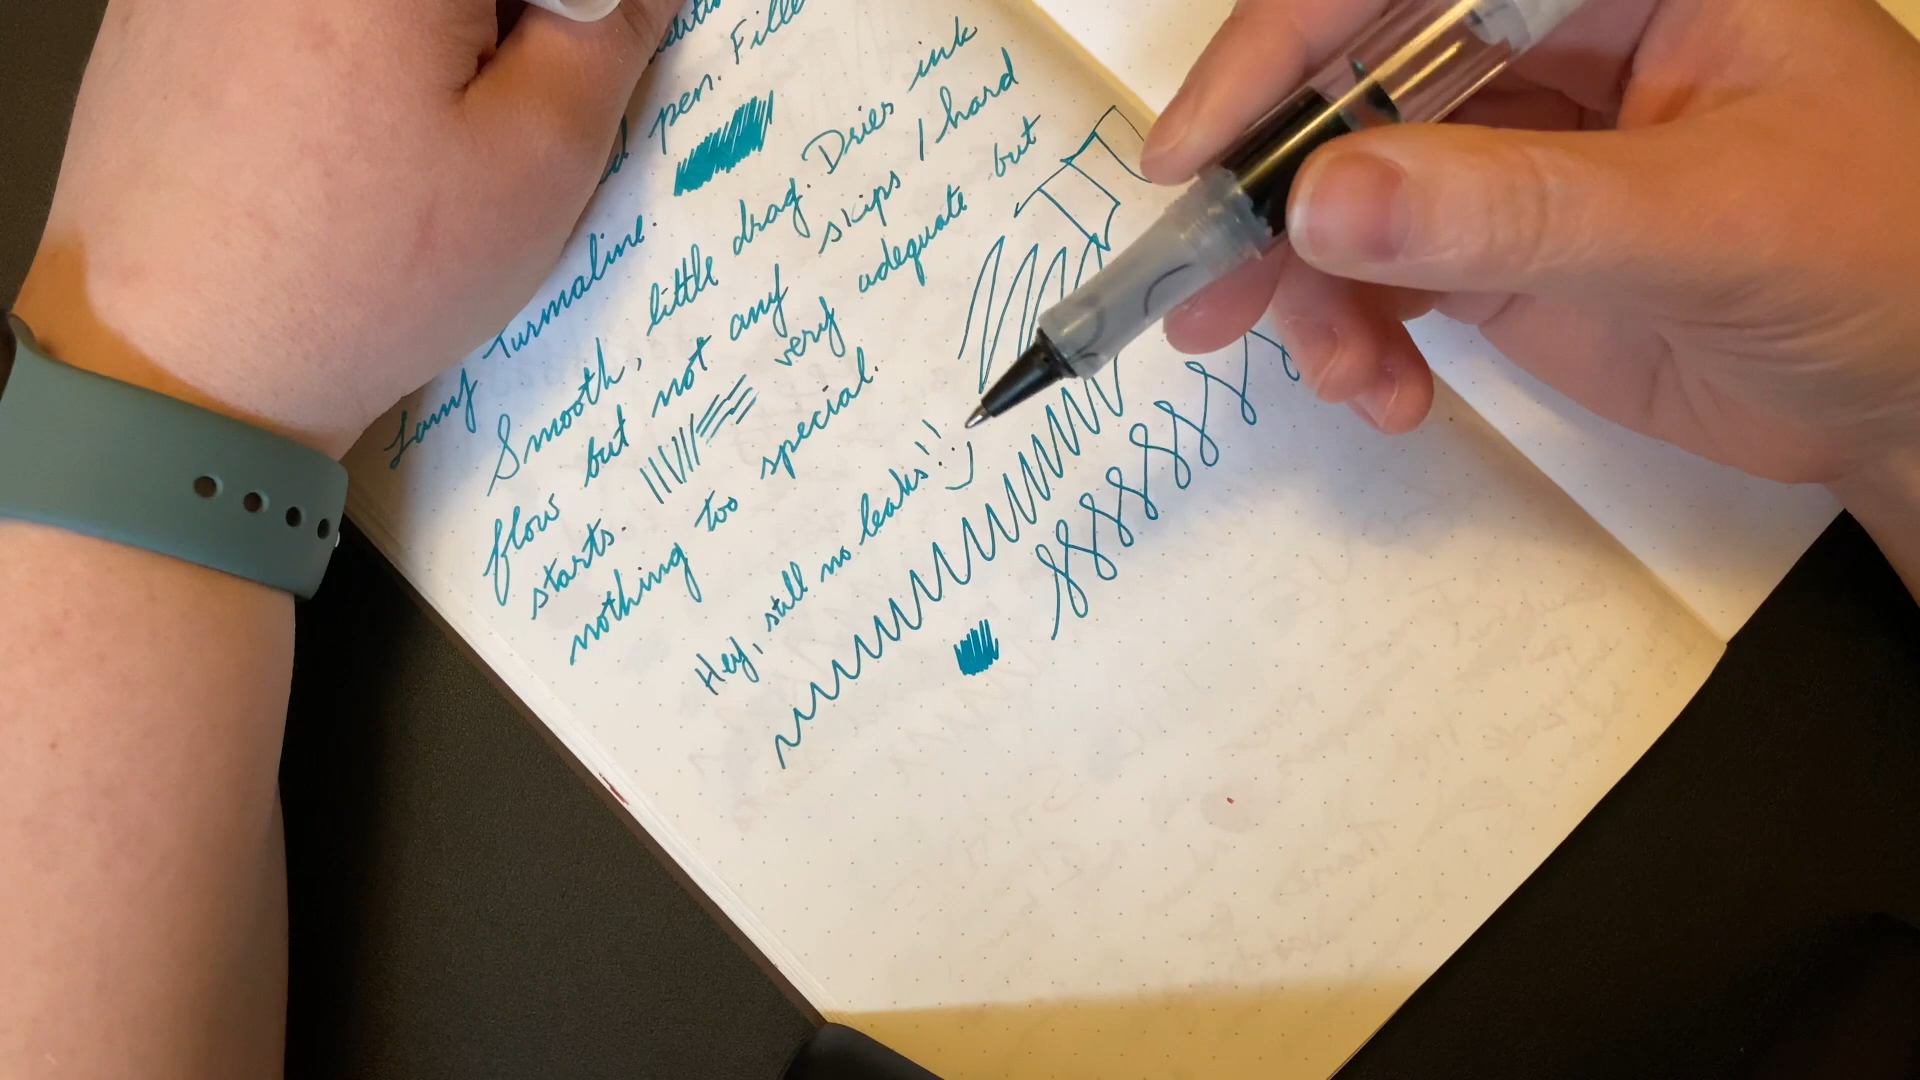 pen. Fille
Lamy Turmaline.
Smooth, little drag. Dries ink
flow but not any skips / hard
starts. very adequate but
nothing too special.
Hey, still no leaks!! :)